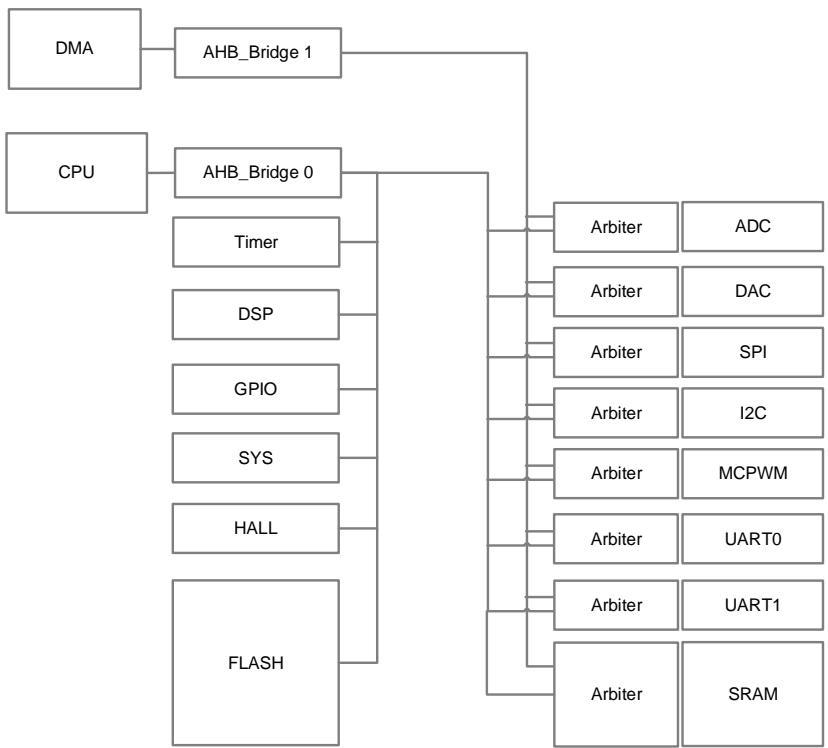 DMA
AHB_Bridge 1
CPU
AHB_Bridge 0
Timer
DSP
GPIO
SYS
HALL
FLASH
Arbiter
ADC
Arbiter
DAC
Arbiter
SPI
Arbiter
I2C
Arbiter
MCPWM
Arbiter
UART0
Arbiter
UART1
Arbiter
SRAM